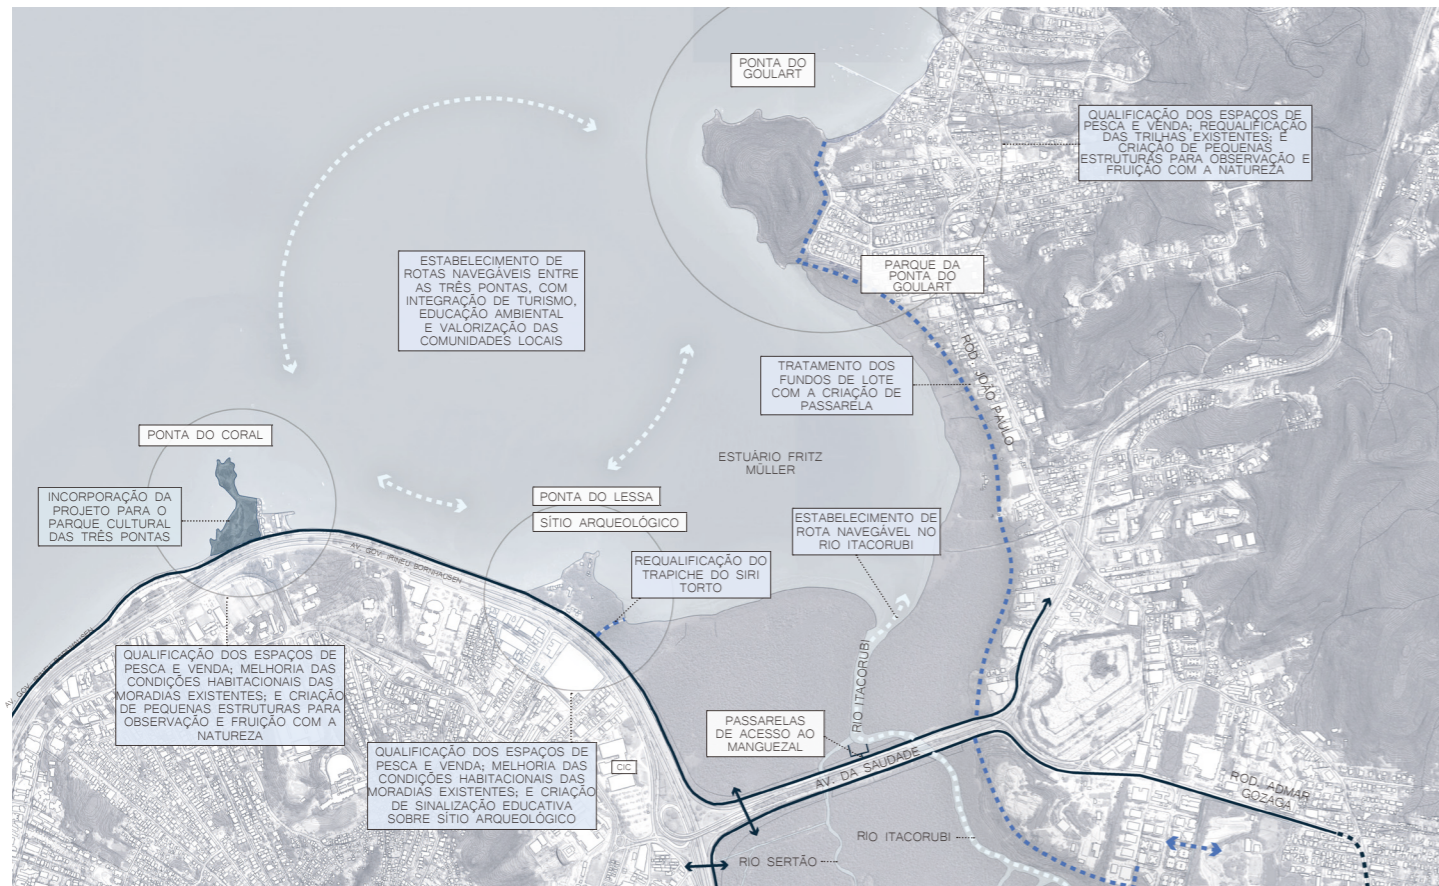 PONTA DO
GOULART
QUALIFICAÇÃO DOS ESPAÇOS DE
PESCA E VENDA; REQUALIFICAÇÃO
DAS TRILHAS EXISTENTES; E
CRIAÇÃO DE PEQUENAS
ESTRUTURAS PARA OBSERVAÇÃO E
FRUIÇÃO COM A NATUREZA
ESTABELECIMENTO DE
ROTAS NAVEGÁVEIS ENTRE
AS TRÊS PONTAS, COM
INTEGRAÇÃO DE TURISMO,
EDUCAÇÃO AMBIENTAL
E VALORIZAÇÃO DAS
COMUNIDADES LOCAIS
PARQUE DA
PONTA DO
GOULART
ROD. JOÃO PAULO
TRATAMENTO DOS
FUNDOS DE LOTE
COM A CRIAÇÃO DE
PASSARELA
PONTA DO CORAL
ESTUÁRIO FRITZ
MÜLLER
INCORPORAÇÃO DA
PROJETO PARA O
PARQUE CULTURAL
DAS TRÊS PONTAS
PONTA DO LESSA
SÍTIO ARQUEOLÓGICO
ESTABELECIMENTO DE
ROTA NAVEGÁVEL NO
RIO ITACORUBI
AV. GOV. IRINEU BORNHAUSEN
REQUALIFICAÇÃO DO
TRAPICHE DO SIRI
TORTO
AV. GOV.
QUALIFICAÇÃO DOS ESPAÇOS DE
PESCA E VENDA; MELHORIA DAS
CONDIÇÕES HABITACIONAIS DAS
MORADIAS EXISTENTES; E CRIAÇÃO
DE PEQUENAS ESTRUTURAS PARA
OBSERVAÇÃO E FRUIÇÃO COM A
NATUREZA
RIO ITACORUBI
PASSARELAS
DE ACESSO AO
MANGUEZAL
QUALIFICAÇÃO DOS ESPAÇOS DE
PESCA E VENDA; MELHORIA DAS
CONDIÇÕES HABITACIONAIS DAS
MORADIAS EXISTENTES; E CRIAÇÃO
DE SINALIZAÇÃO EDUCATIVA
SOBRE SÍTIO ARQUEOLÓGICO
CIC
AV. DA SAUDADE
ROD. ADMAR
GOZAGA
RIO ITACORUBI
RIO SERTÃO